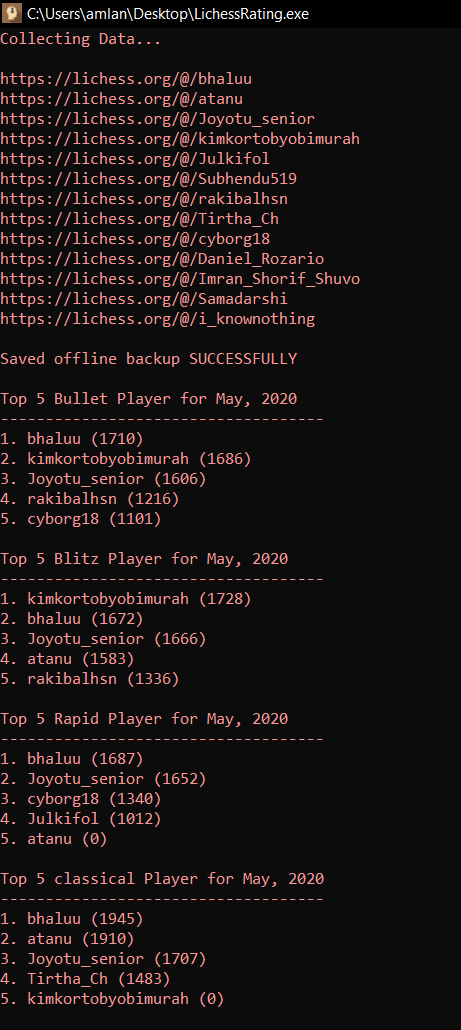 C:\Users\amlan\Desktop\LichessRating.exe
Collecting Data...
https://lichess.org/@/bhaluu
https://lichess.org/@/atanu
https://lichess.org/@/Joyotu_senior
https://lichess.org/@/kimkortobyobimurah
https://lichess.org/@/Julkifol
https://lichess.org/@/Subhendu519
https://lichess.org/@/rakibalhsn
https://lichess.org/@/Tirtha_Ch
https://lichess.org/@/cyborg18
https://lichess.org/@/Daniel_Rozario
https://lichess.org/@/Imran_Shorif_Shuvo
https://lichess.org/@/Samadarshi
https://lichess.org/@/i_knownothing
Saved offline backup SUCCESSFULLY
Top 5 Bullet Player for May, 2020
------------------------------------
1. bhaluu (1710)
2. kimkortobyobimurah (1686)
3. Joyotu_senior (1606)
4. rakibalhsn (1216)
5. cyborg18 (1101)
Top 5 Blitz Player for May, 2020
------------------------------------
1. kimkortobyobimurah (1728)
2. bhaluu (1672)
3. Joyotu_senior (1666)
4. atanu (1583)
5. rakibalhsn (1336)
Top 5 Rapid Player for May, 2020
------------------------------------
1. bhaluu (1687)
2. Joyotu_senior (1652)
3. cyborg18 (1340)
4. Julkifol (1012)
5. atanu (0)
Top 5 classical Player for May, 2020
------------------------------------
1. bhaluu (1945)
2. atanu (1910)
3. Joyotu_senior (1707)
4. Tirtha_Ch (1483)
5. kimkortobyobimurah (0)